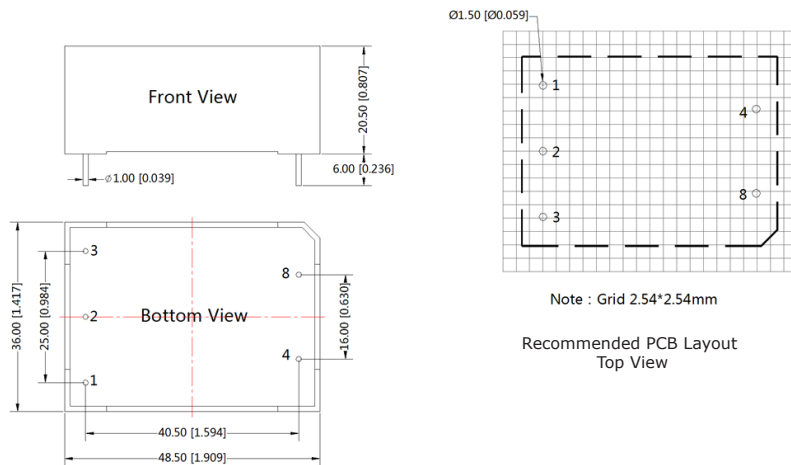 Front View
20.50 [0.807]
6.00 [0.236]
Ø1.00 [0.039]
Bottom View
3
2
1
8
4
36.00 [1.417]
25.00 [0.984]
16.00 [0.630]
40.50 [1.594]
48.50 [1.909]
Ø1.50 [Ø0.059]
1
2
3
4
8
Note : Grid 2.54*2.54mm
Recommended PCB Layout
Top View